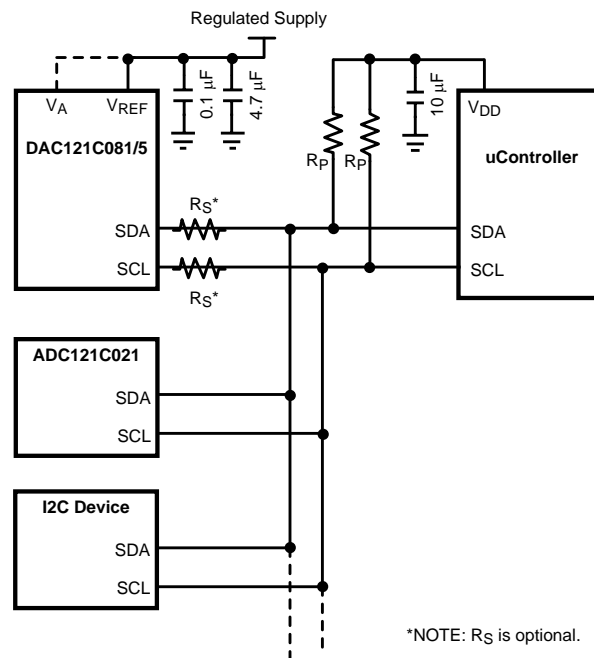 Regulated Supply
VA
VREF
0.1 µF
4.7 µF
10 µF
VDD
DAC121C081/5
uController
RP
RP
RS*
SDA
SDA
SCL
SCL
RS*
ADC121C021
SDA
SCL
I2C Device
SDA
SCL
*NOTE: RS is optional.